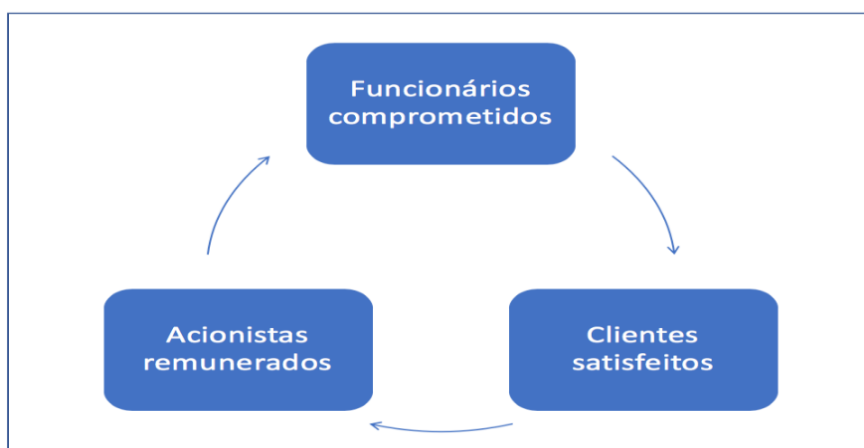 Funcionários
comprometidos
Clientes
satisfeitos
Acionistas
remunerados